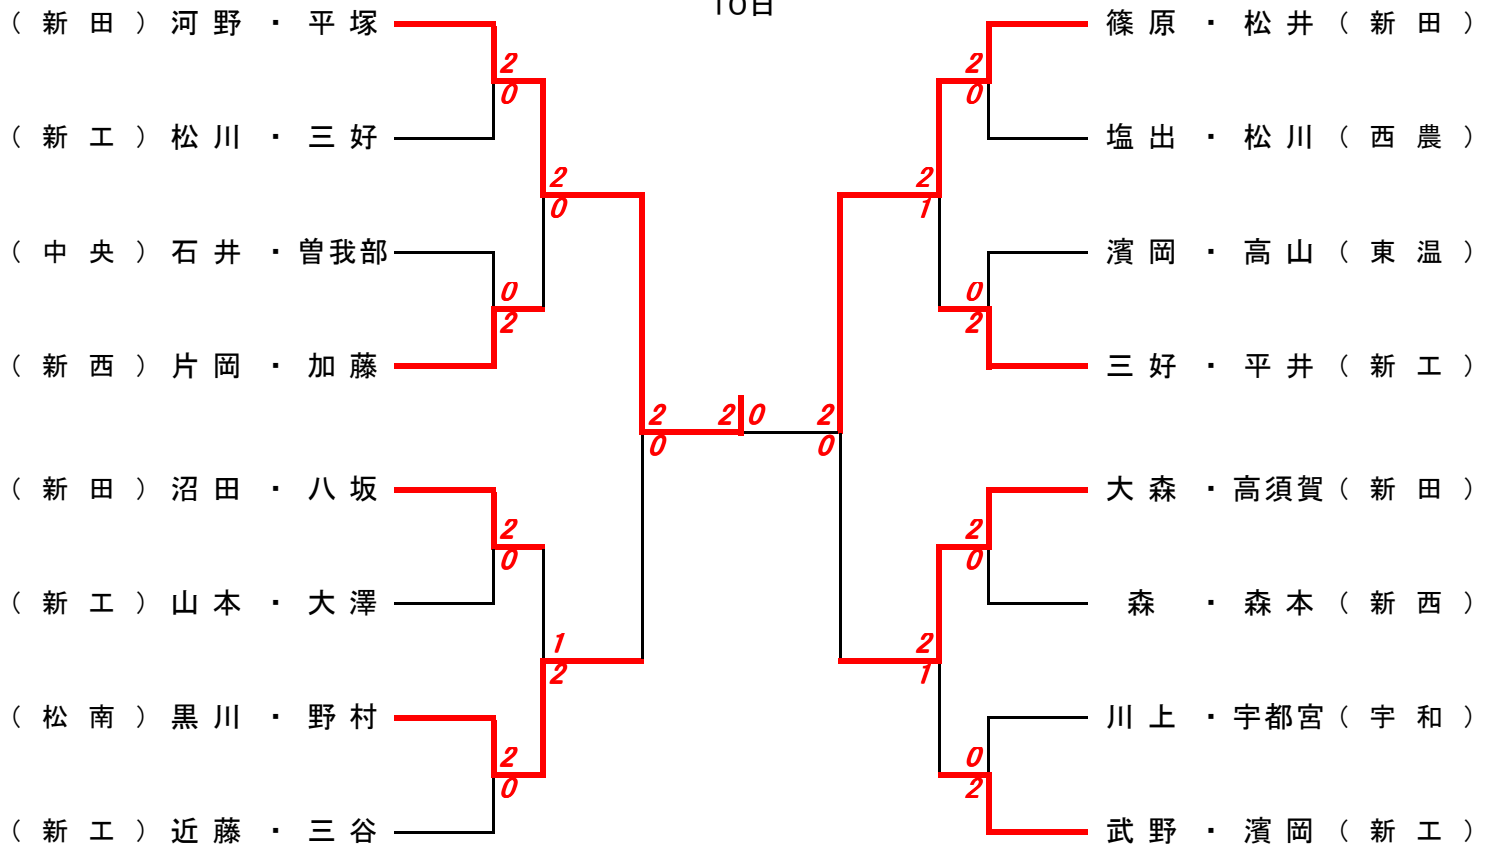 10日
（新田）河野・平塚
2
0
（新工）松川・三好
2
0
（中央）石井・曽我部
0
2
（新西）片岡・加藤
2
0
（新田）沼田・八坂
2
0
（新工）山本・大澤
1
2
（松南）黒川・野村
2
0
（新工）近藤・三谷
2 0
篠原・松井（新田）
2
0
塩出・松川（西農）
2
1
濱岡・高山（東温）
0
2
三好・平井（新工）
2
0
大森・高須賀（新田）
2
0
森・森本（新西）
2
1
川上・宇都宮（宇和）
0
2
武野・濱岡（新工）